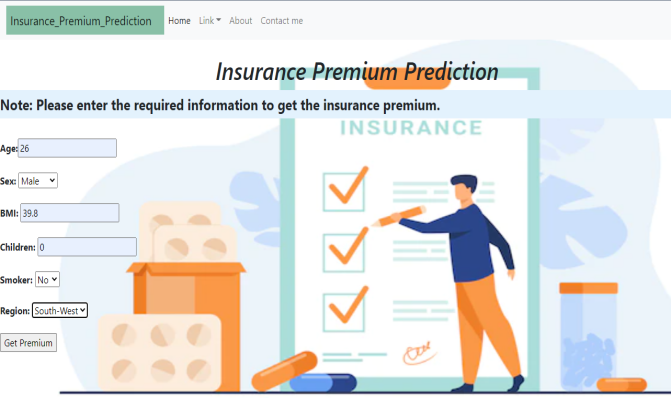 Insurance_Premium_Prediction Home Link About Contact me
Insurance Premium Prediction
Note: Please enter the required information to get the insurance premium.
INSURANCE
Age: 26
Sex: Male
BMI: 39.8
Children: 0
Smoker: No
Region: South-West
Get Premium